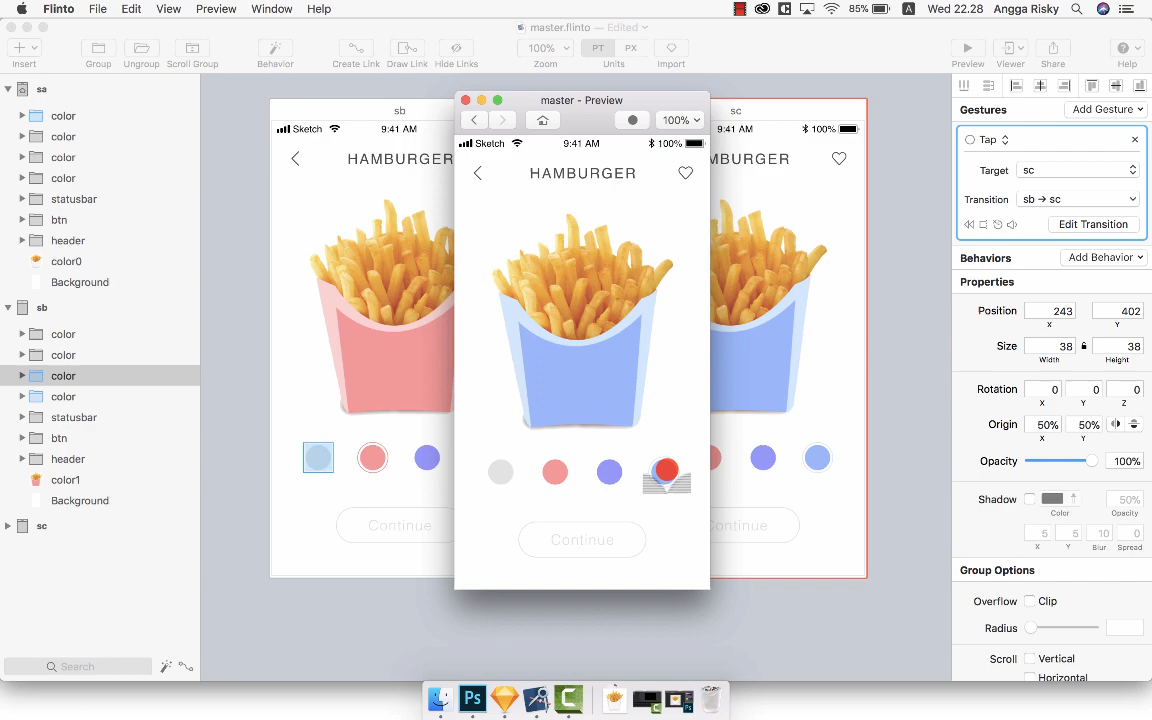 Flinto File Edit View Preview Window Help
85% A Wed 22.28 Angga Risky
master.flinto — Edited
Insert Group Ungroup Scroll Group Behavior Create Link Draw Link Hide Links 100% Zoom PT PX Units Import Preview Viewer Share Help
sa
color
color
color
color
statusbar
btn
header
color0
Background
sb
color
color
color
color
statusbar
btn
header
color1
Background
sc
Search
sb
Sketch 9:41 AM
HAMBURGER
Continue
master - Preview
100%
Sketch 9:41 AM 100%
HAMBURGER
Continue
sc
9:41 AM 100%
MBURGER
ontinue
Gestures Add Gesture
Tap
Target sc
Transition sb → sc
Edit Transition
Behaviors Add Behavior
Properties
Position 243 402
X Y
Size 38 38
Width Height
Rotation 0 0 0
X Y Z
Origin 50% 50%
X Y
Opacity 100%
Shadow 50%
Color Opacity
5 5 10 0
X Y Blur Spread
Group Options
Overflow Clip
Radius
Scroll Vertical
Horizontal
Ps